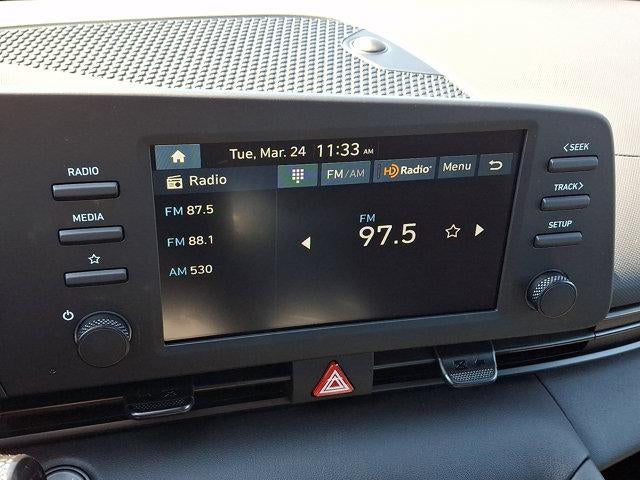 Tue, Mar. 24 11:33 AM
Radio FM/AM HD Radio Menu
FM 87.5
FM 88.1
AM 530
FM
97.5
RADIO
MEDIA
<SEEK
TRACK>
SETUP